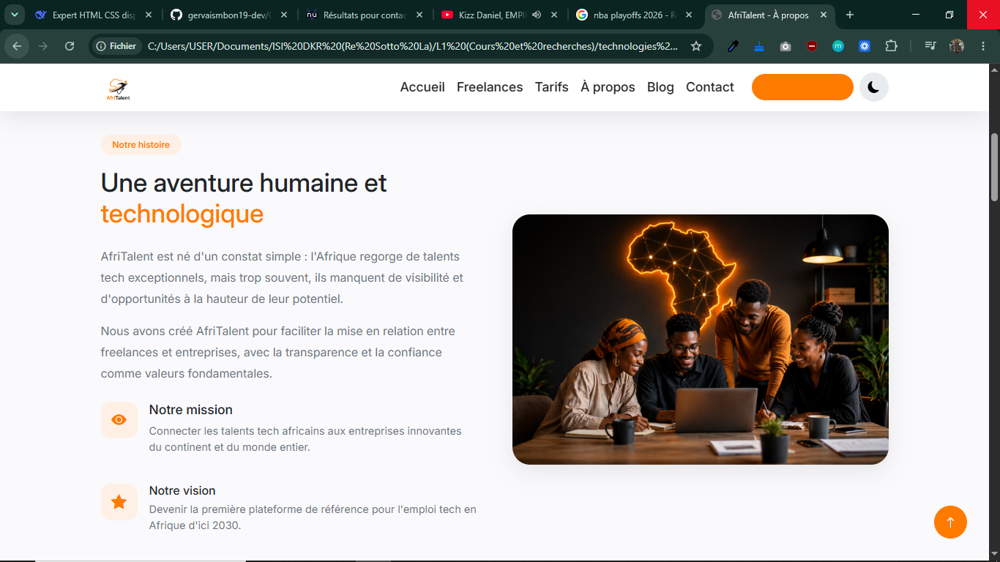 Expert HTML CSS disp
gervaismbon19-dev/
Résultats pour contac
Kizz Daniel, EMPI
nba playoffs 2026 - R
AfriTalent - À propos
Fichier
C:/Users/USER/Documents/ISI%20DKR%20(Re%20Sotto%20La)/L1%20(Cours%20et%20recherches)/technologies%2...
AfriTalent
Accueil
Freelances
Tarifs
À propos
Blog
Contact
Notre histoire
Une aventure humaine et
technologique
AfriTalent est né d'un constat simple : l'Afrique regorge de talents
tech exceptionnels, mais trop souvent, ils manquent de visibilité et
d'opportunités à la hauteur de leur potentiel.
Nous avons créé AfriTalent pour faciliter la mise en relation entre
freelances et entreprises, avec la transparence et la confiance
comme valeurs fondamentales.
Notre mission
Connecter les talents tech africains aux entreprises innovantes
du continent et du monde entier.
Notre vision
Devenir la première plateforme de référence pour l'emploi tech en
Afrique d'ici 2030.